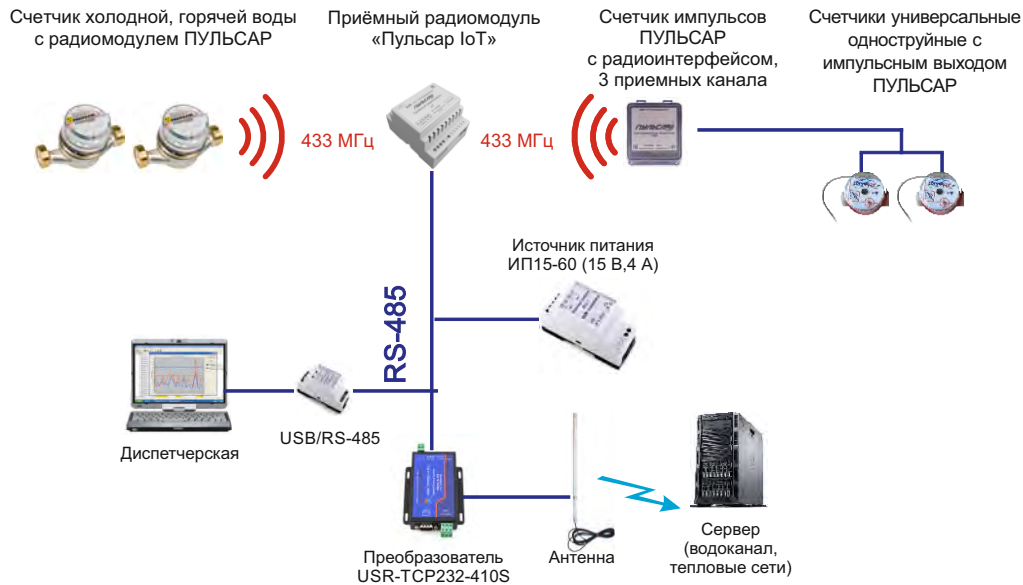 Счетчик холодной, горячей воды
с радиомодулем ПУЛЬСАР
Приёмный радиомодуль
«Пульсар IoT»
Счетчик импульсов
ПУЛЬСАР
с радиоинтерфейсом,
3 приемных канала
Счетчики универсальные
одноструйные с
импульсным выходом
ПУЛЬСАР
433 МГц
433 МГц
ПУЛЬСАР
Источник питания
ИП15-60 (15 В,4 А)
RS-485
USB/RS-485
Диспетчерская
Преобразователь
USR-TCP232-410S
Антенна
Сервер
(водоканал,
тепловые сети)